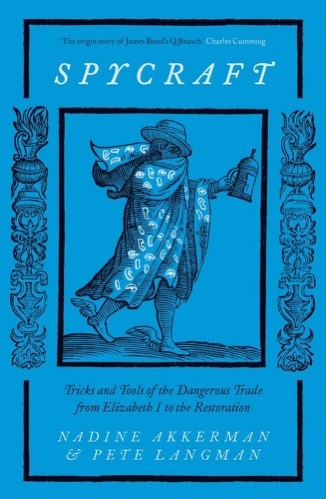 'The origin story of James Bond's Q Branch.' Charles Cumming
SPYCRAFT
Tricks and Tools of the Dangerous Trade
from Elizabeth I to the Restoration
NADINE AKKERMAN
& PETE LANGMAN